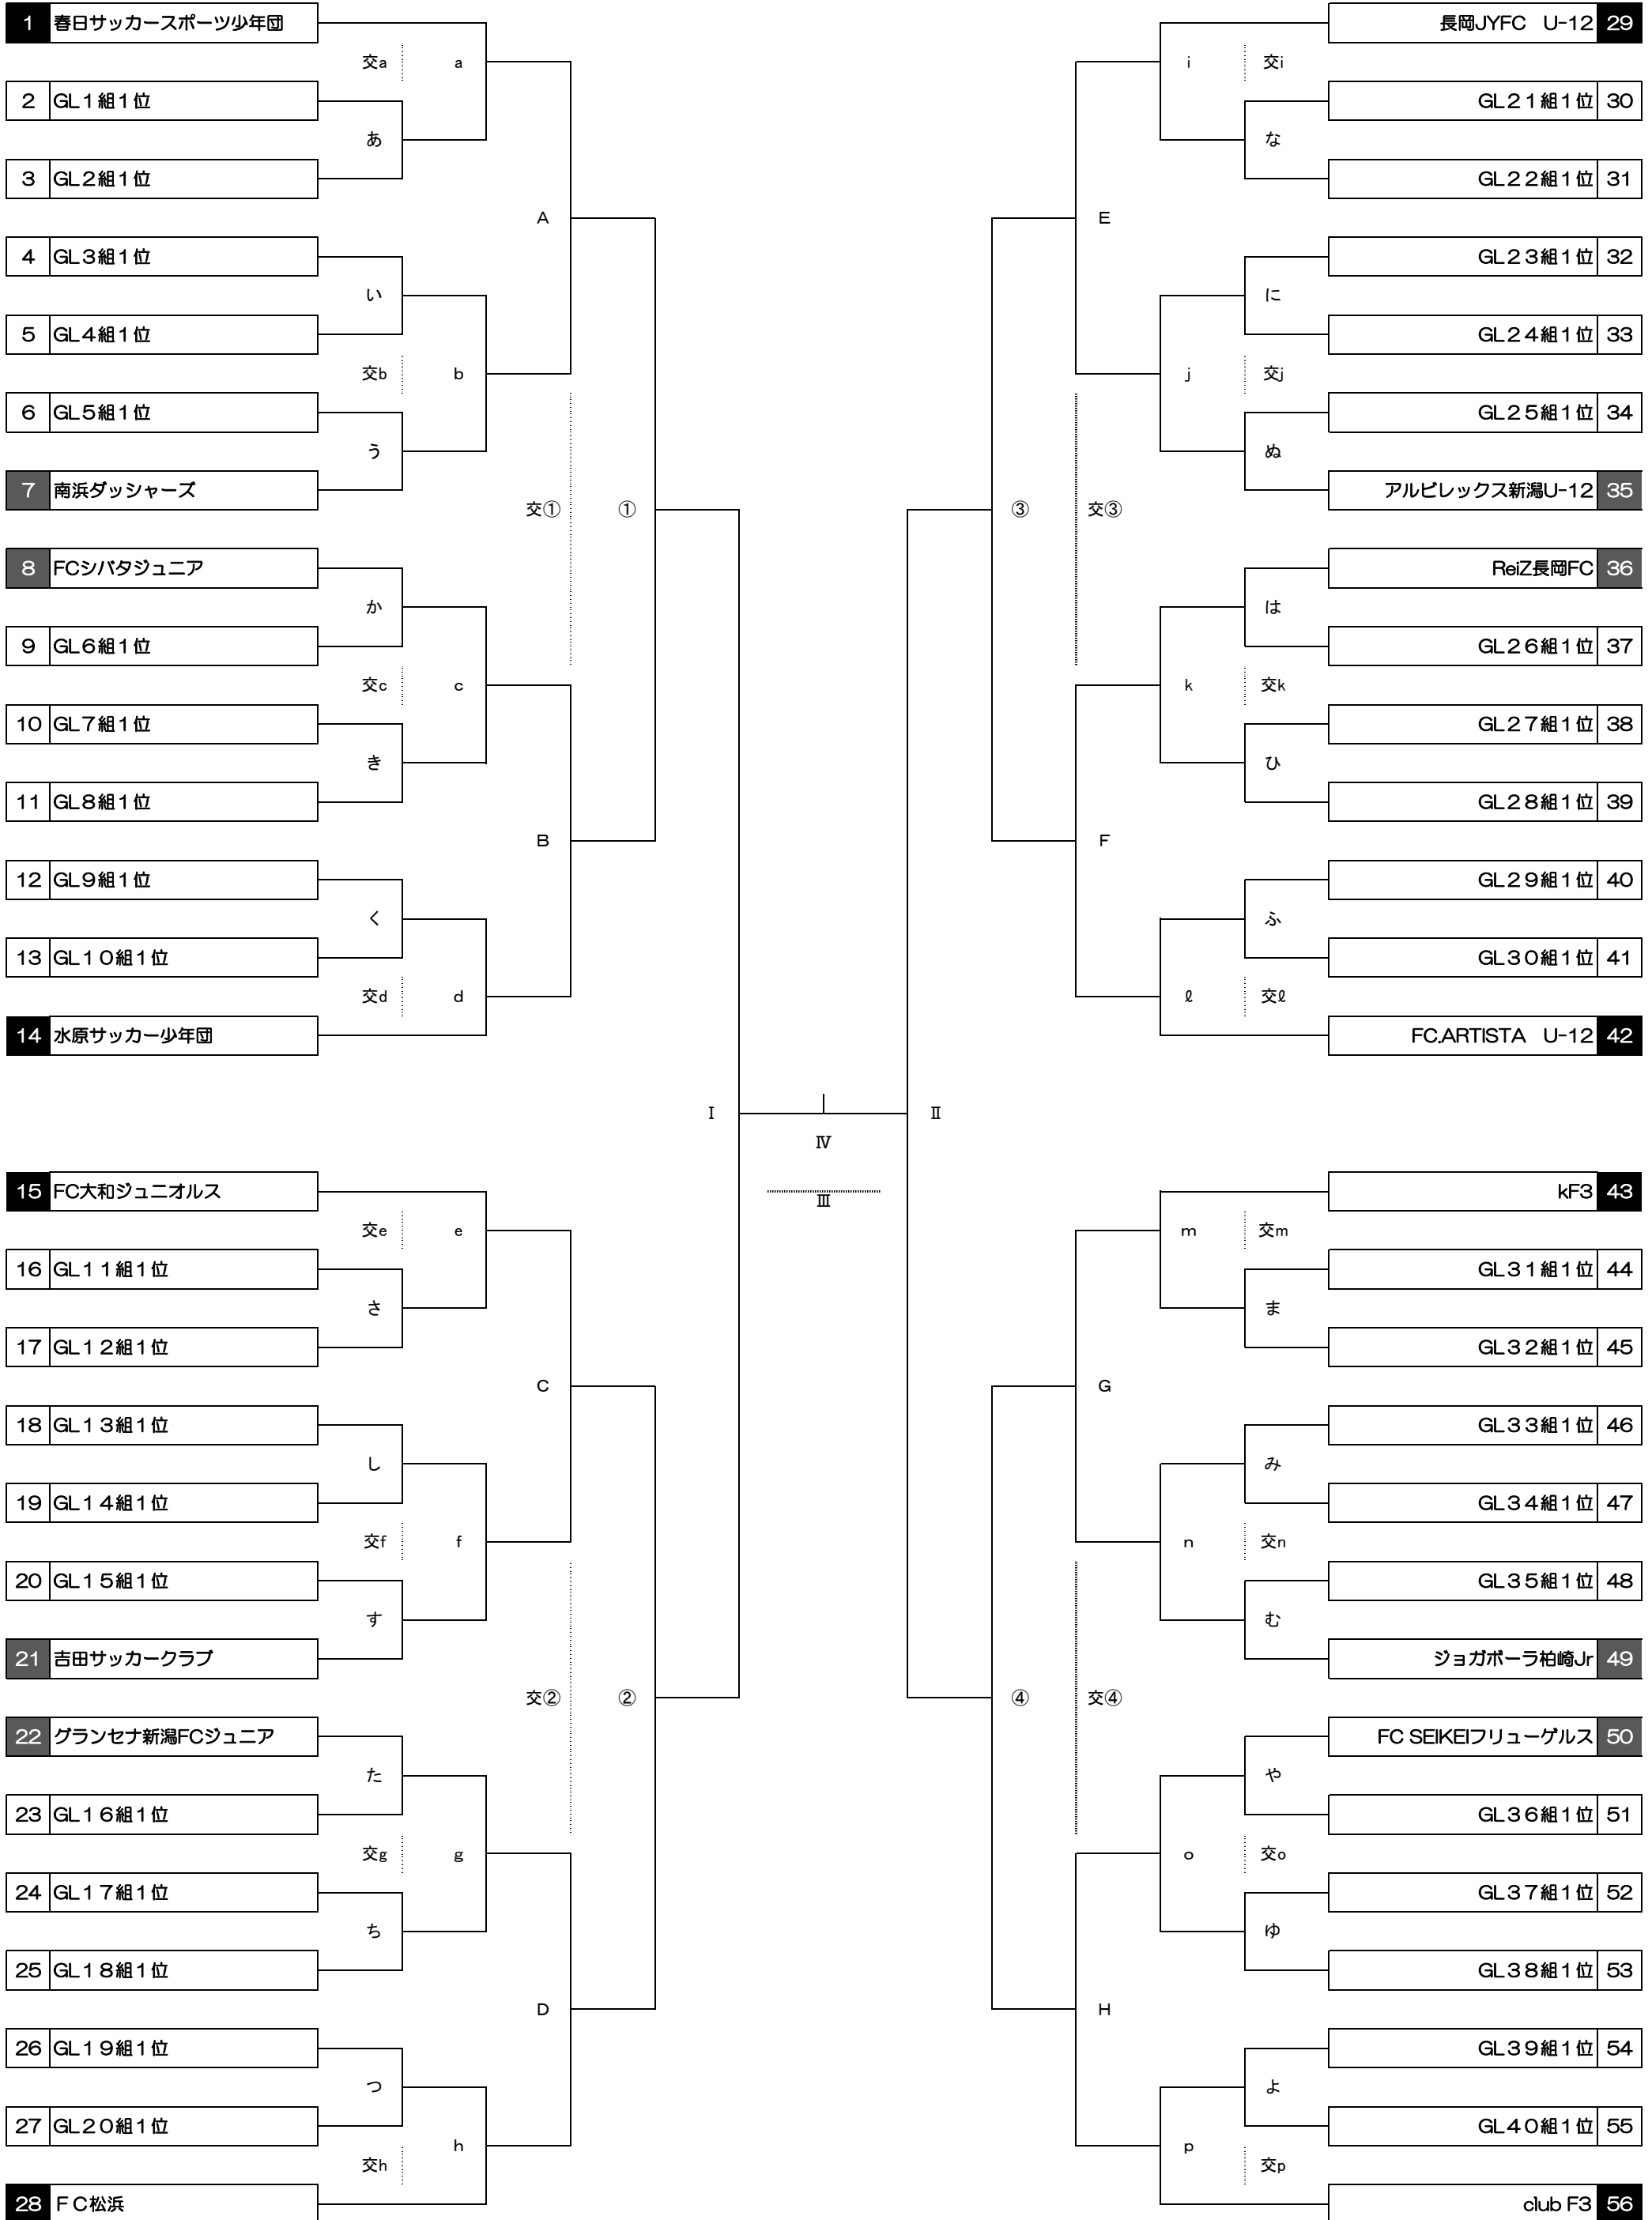 1 春日サッカースポーツ少年団
交a a
2 GL1組1位
あ
3 GL2組1位
A
4 GL3組1位
い
5 GL4組1位
交b b
6 GL5組1位
う
7 南浜ダッシャーズ
交① ①
8 FCシバタジュニア
か
9 GL6組1位
交c c
10 GL7組1位
き
11 GL8組1位
B
12 GL9組1位
く
13 GL10組1位
交d d
14 水原サッカー少年団
I
15 FC大和ジュニオルス
交e e
16 GL11組1位
さ
17 GL12組1位
C
18 GL13組1位
し
19 GL14組1位
交f f
20 GL15組1位
す
21 吉田サッカークラブ
交② ②
22 グランセナ新潟FCジュニア
た
23 GL16組1位
交g g
24 GL17組1位
ち
25 GL18組1位
D
26 GL19組1位
つ
27 GL20組1位
h
交h
28 FC松浜
Ⅳ
Ⅲ
長岡JYFC U-12 29
i 交i
GL21組1位 30
な
GL22組1位 31
E
GL23組1位 32
に
GL24組1位 33
j 交j
GL25組1位 34
ぬ
アルビレックス新潟U-12 35
③ 交③
ReiZ長岡FC 36
は
GL26組1位 37
k 交k
GL27組1位 38
ひ
GL28組1位 39
F
GL29組1位 40
ふ
GL30組1位 41
ℓ 交ℓ
FC.ARTISTA U-12 42
Ⅱ
kF3 43
m 交m
GL31組1位 44
ま
GL32組1位 45
G
GL33組1位 46
み
GL34組1位 47
n 交n
GL35組1位 48
む
ジョガボーラ柏崎Jr 49
④ 交④
FC SEIKEIフリューゲルス 50
や
GL36組1位 51
o 交o
GL37組1位 52
ゆ
GL38組1位 53
H
GL39組1位 54
よ
GL40組1位 55
p
交p
club F3 56